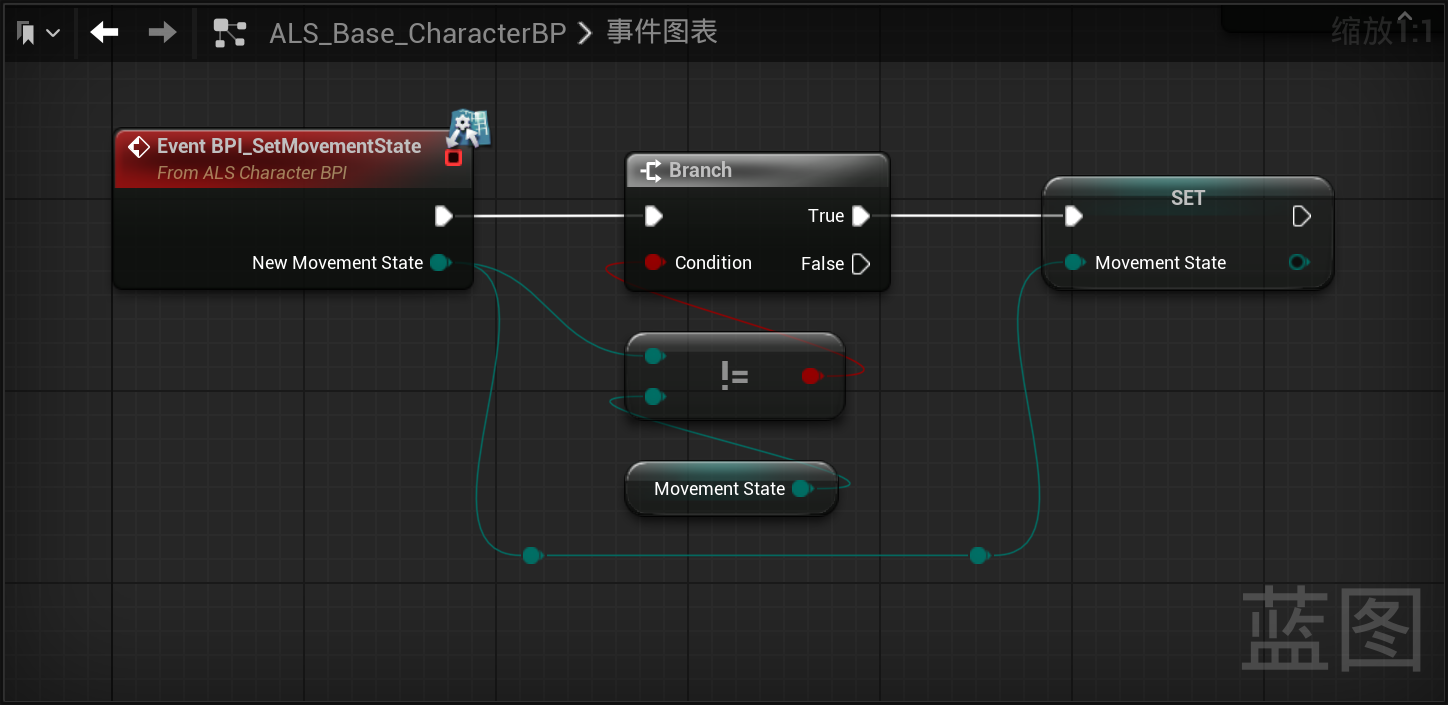 ALS_Base_CharacterBP > 事件图表
缩放1:1
Event BPI_SetMovementState
From ALS Character BPI
New Movement State
Branch
True
Condition
False
SET
Movement State
!=
Movement State
蓝图